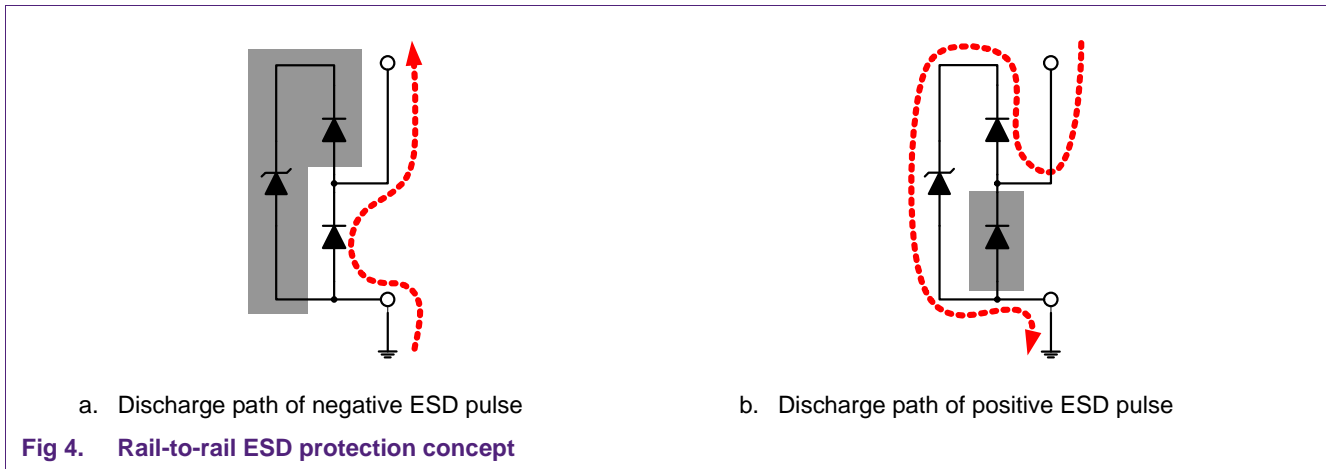 a. Discharge path of negative ESD pulse
b. Discharge path of positive ESD pulse
Fig 4. Rail-to-rail ESD protection concept